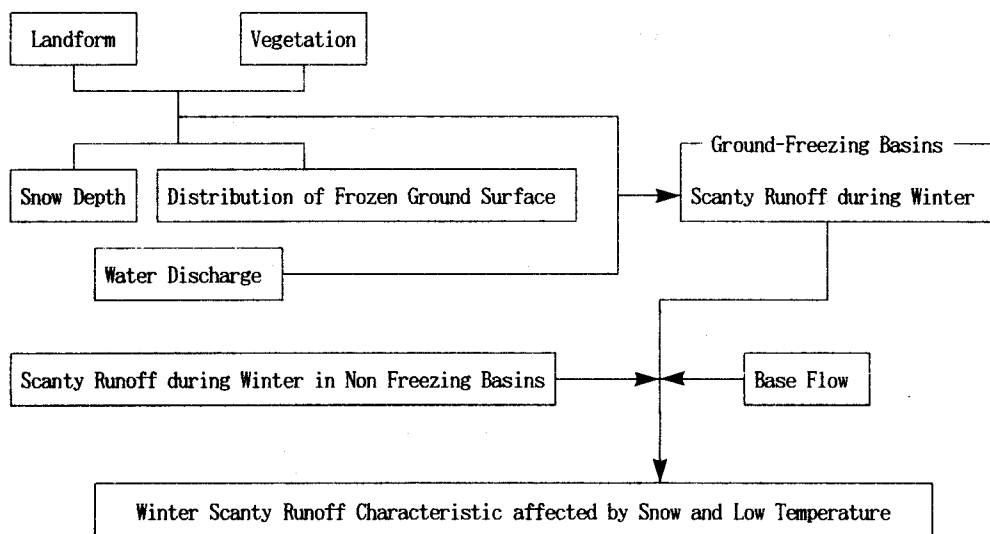 Landform
Vegetation
Ground-Freezing Basins
Snow Depth
Distribution of Frozen Ground Surface
Scanty Runoff during Winter
Water Discharge
Scanty Runoff during Winter in Non Freezing Basins
Base Flow
Winter Scanty Runoff Characteristic affected by Snow and Low Temperature